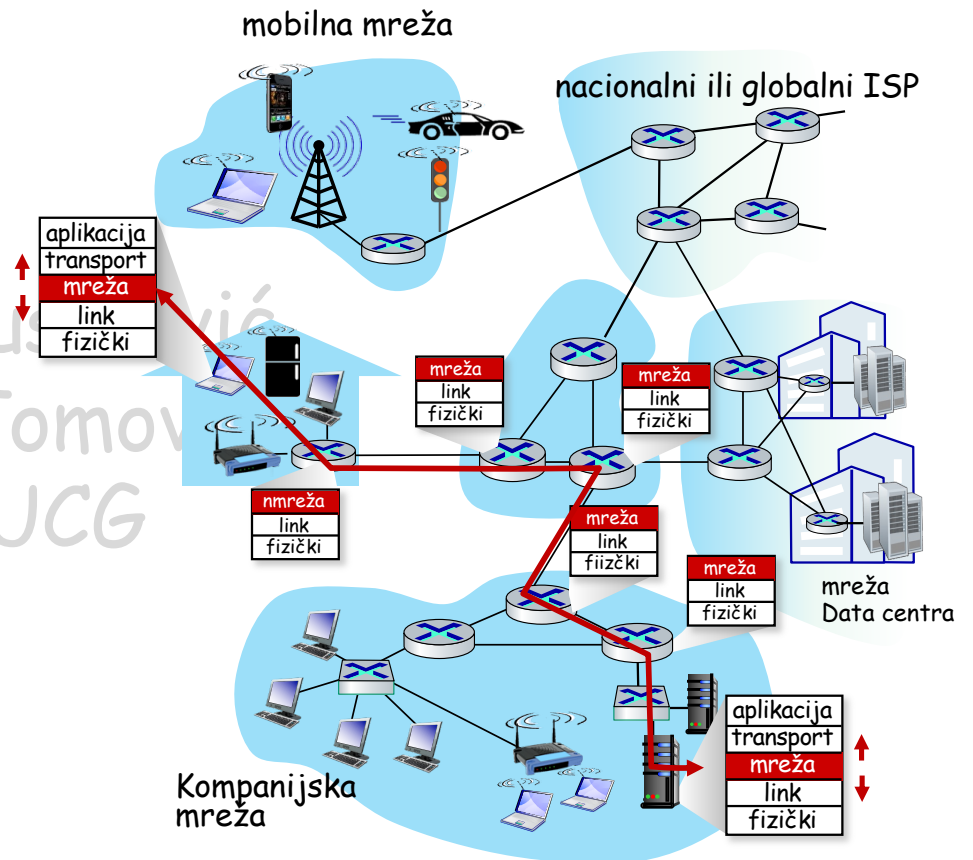 mobilna mreža
nacionalni ili globalni ISP
aplikacija
transport
mreža
link
fizički
mreža
link
fizički
mreža
link
fizički
nmreža
link
fizički
mreža
link
fiizčki
mreža
link
fizički
mreža
Data centra
aplikacija
transport
mreža
link
fizički
Kompanijska
mreža
UCG